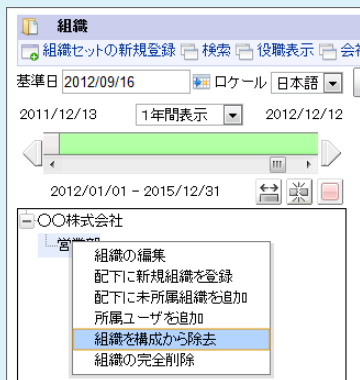 組織
組織セットの新規登録 検索 役職表示 会
基準日 2012/09/16 ロケール 日本語
2011/12/13 1年間表示 2012/12/12
2012/01/01 - 2015/12/31
〇〇株式会社
営業部
組織の編集
配下に新規組織を登録
配下に未所属組織を追加
所属ユーザを追加
組織を構成から除去
組織の完全削除